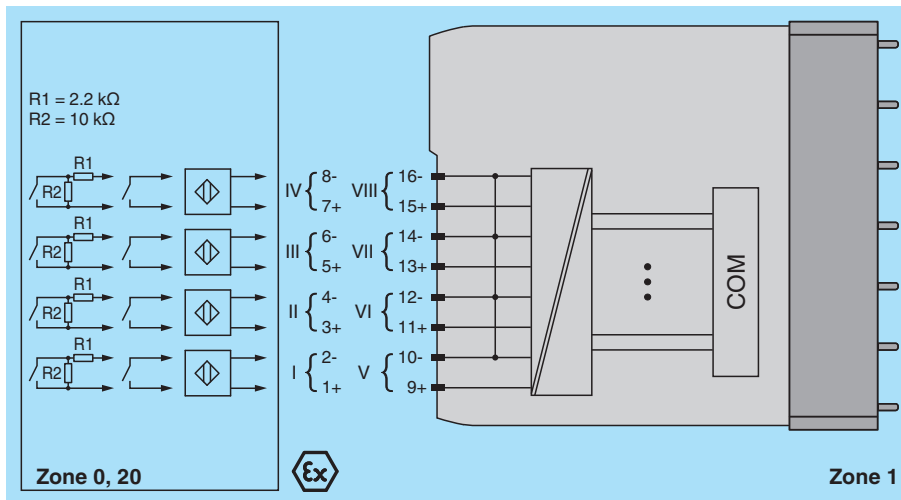 R1 = 2.2 kΩ
R2 = 10 kΩ
R1
R2
IV 8- VIII 16-
7+ 15+
R1
R2
III 6- VII 14-
5+ 13+
R1
R2
II 4- VI 12-
3+ 11+
R1
R2
I 2- V 10-
1+ 9+
COM
Zone 0, 20
εx
Zone 1